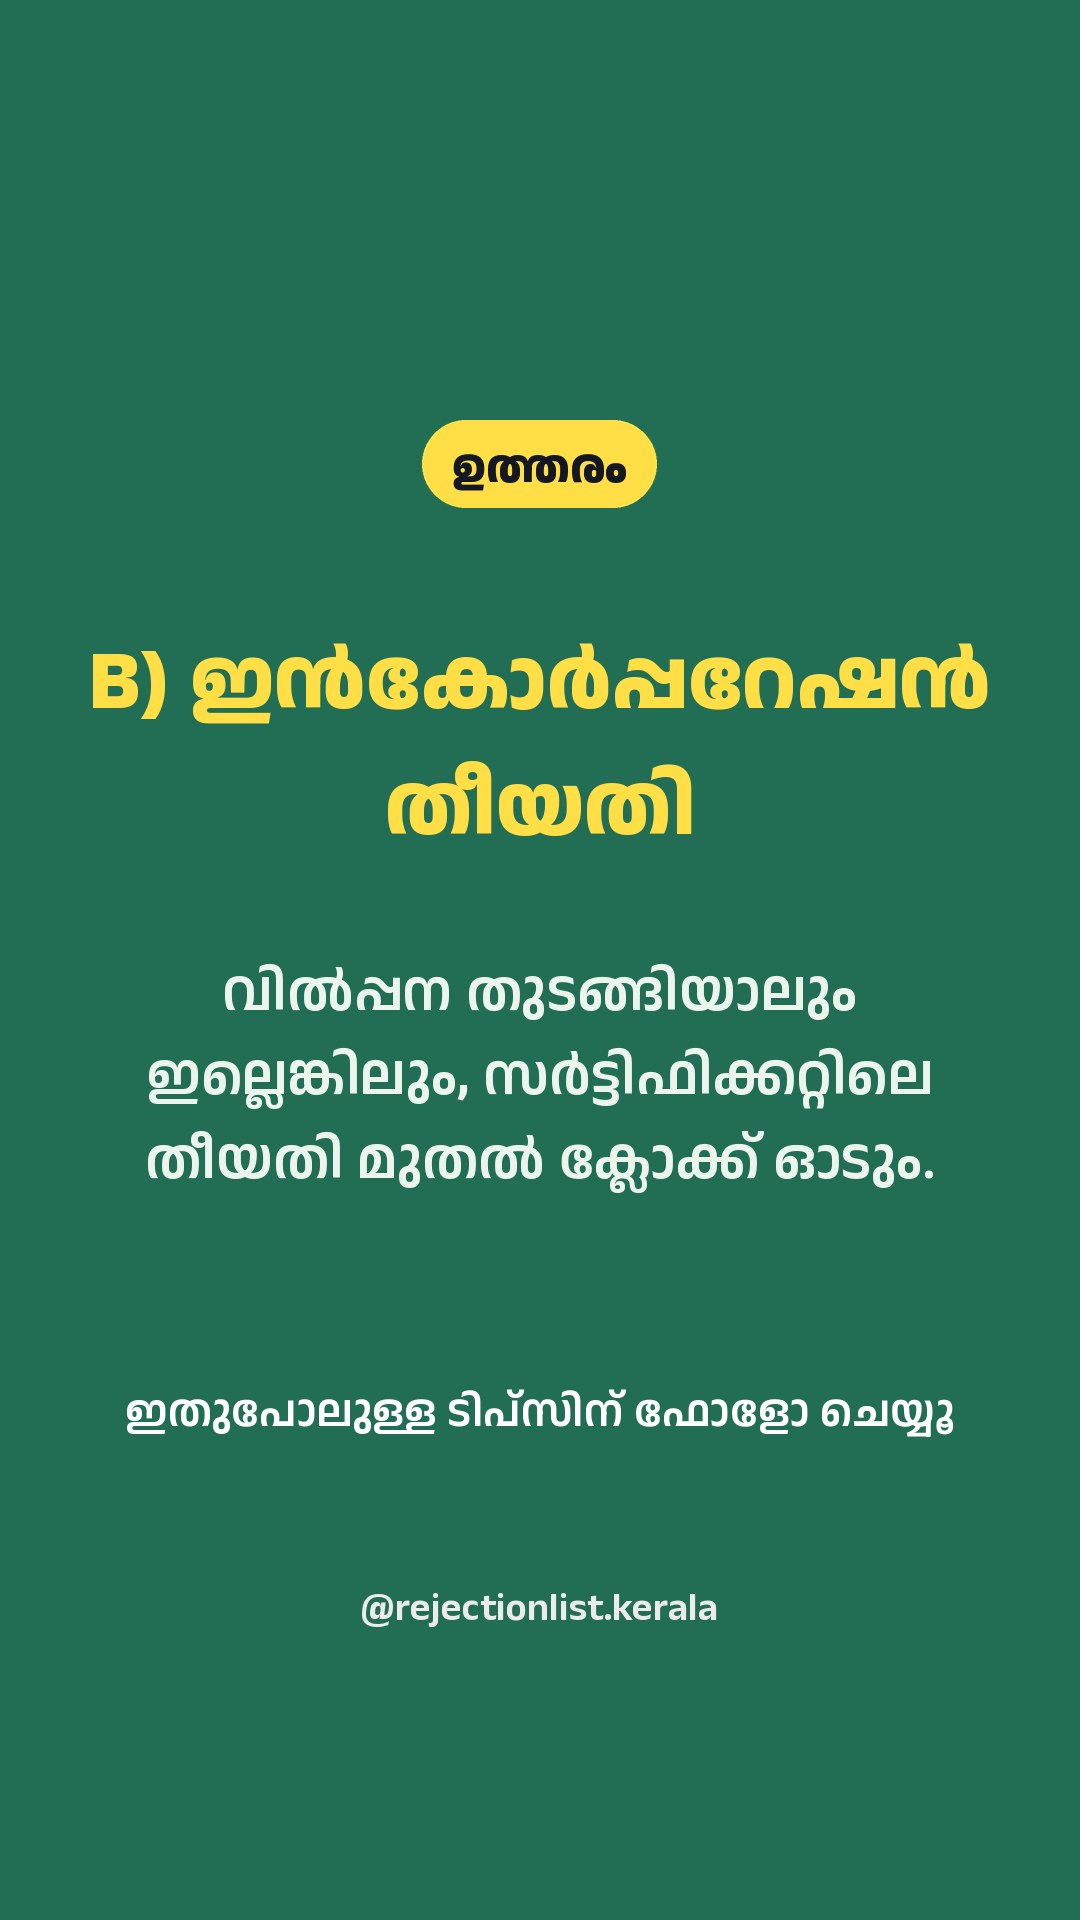 ഉത്തരം
B) ഇൻകോർപ്പറേഷൻ
തീയതി
വിൽപ്പന തുടങ്ങിയാലും
ഇല്ലെങ്കിലും, സർട്ടിഫിക്കറ്റിലെ
തീയതി മുതൽ ക്ലോക്ക് ഓടും.
ഇതുപോലുള്ള ടിപ്സിന് ഫോളോ ചെയ്യൂ
@rejectionlist.kerala